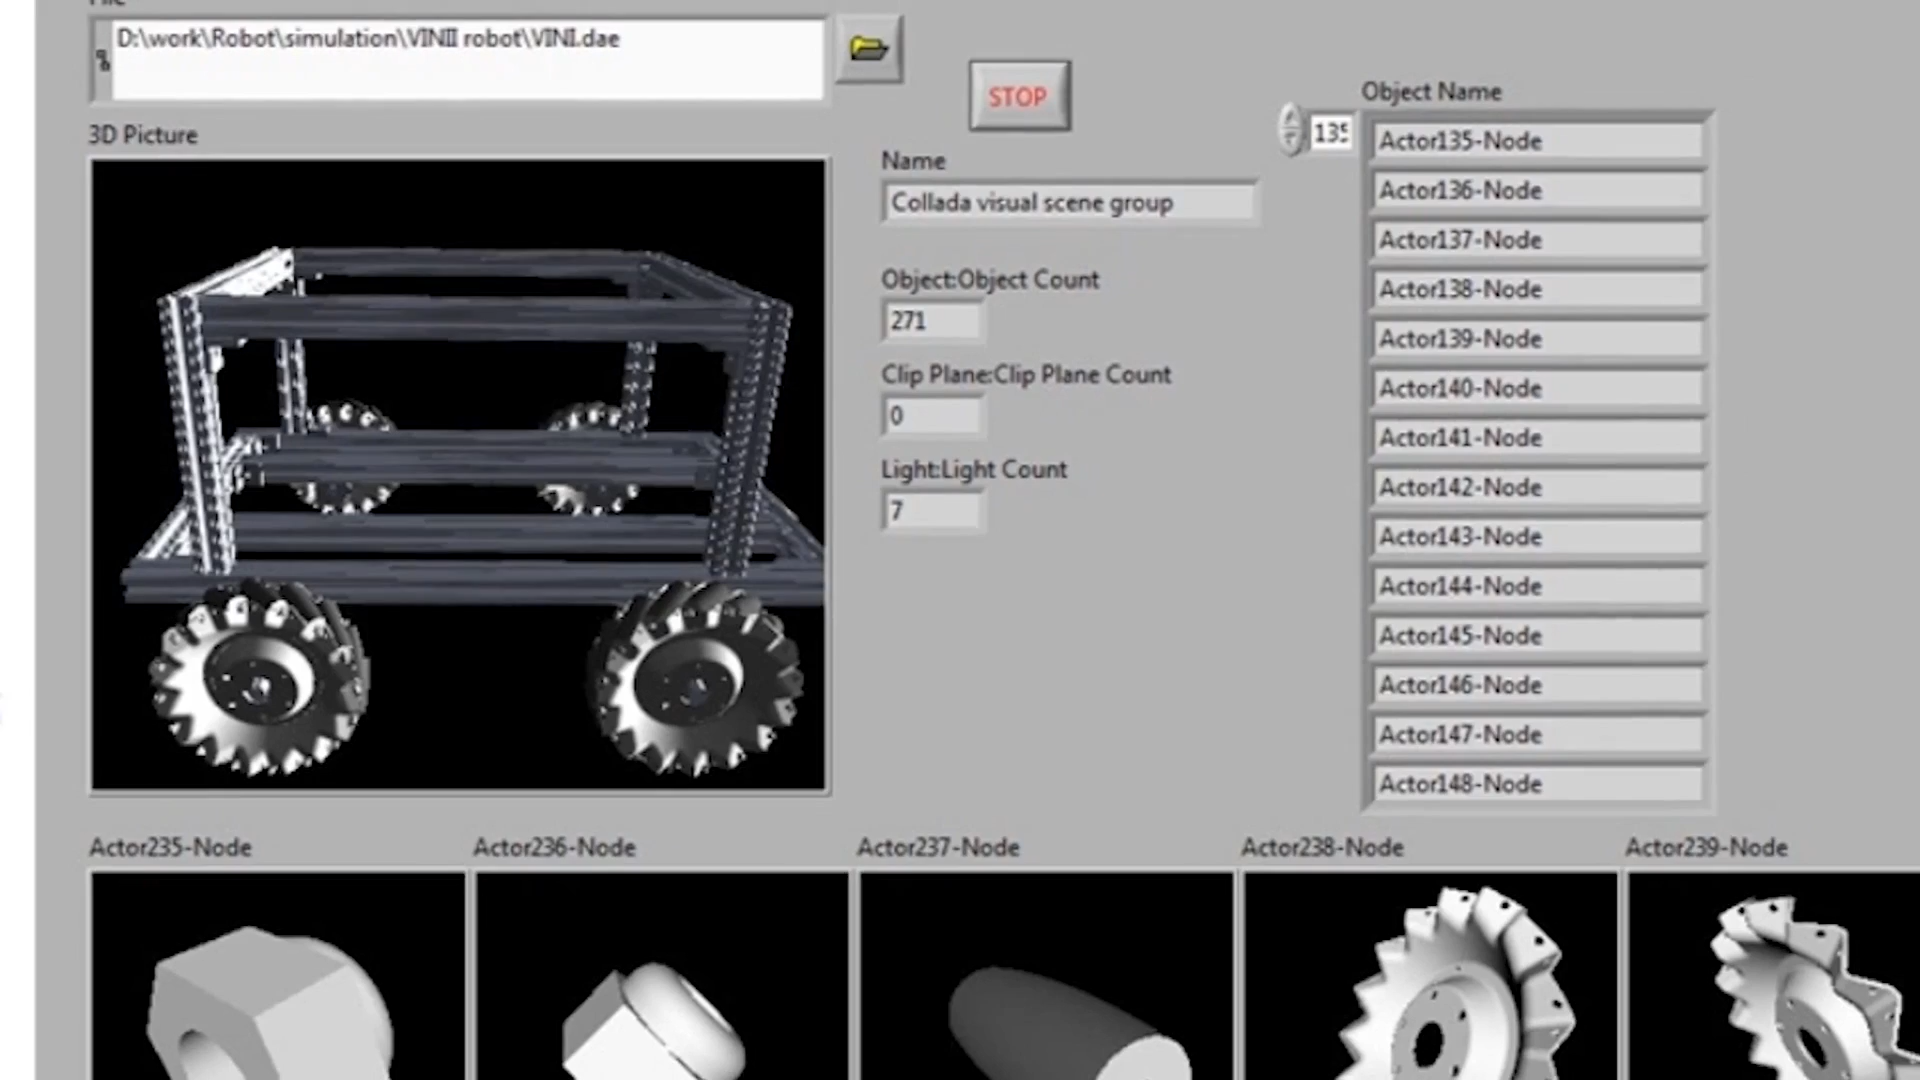 File
D:\work\Robot\simulation\VINII robot\VINI.dae
STOP
3D Picture
Name
Collada visual scene group
Object:Object Count
271
Clip Plane:Clip Plane Count
0
Light:Light Count
7
Object Name
135
Actor135-Node
Actor136-Node
Actor137-Node
Actor138-Node
Actor139-Node
Actor140-Node
Actor141-Node
Actor142-Node
Actor143-Node
Actor144-Node
Actor145-Node
Actor146-Node
Actor147-Node
Actor148-Node
Actor235-Node
Actor236-Node
Actor237-Node
Actor238-Node
Actor239-Node